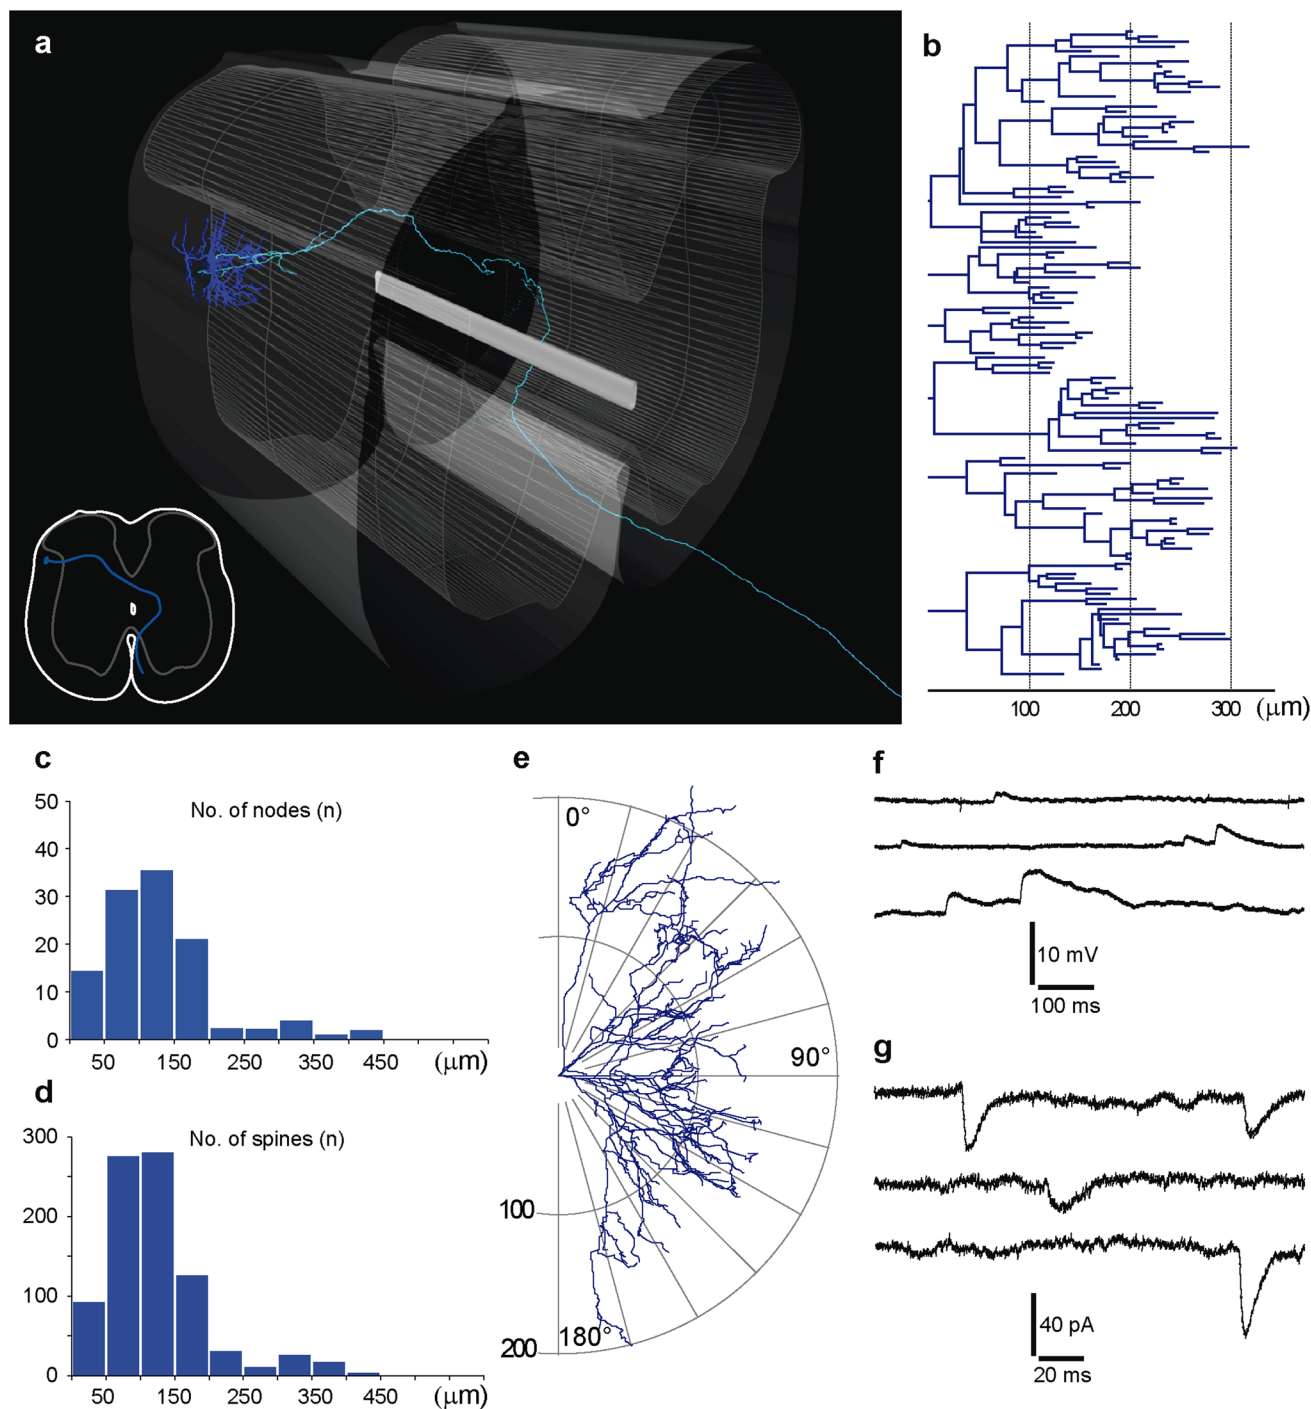 a
b
100 200 300 (μm)
c
No. of nodes (n)
50
40
30
20
10
0
50 150 250 350 450 (μm)
d
No. of spines (n)
300
200
100
0
50 150 250 350 450 (μm)
e
0°
90°
100
180°
200
f
10 mV
100 ms
g
40 pA
20 ms